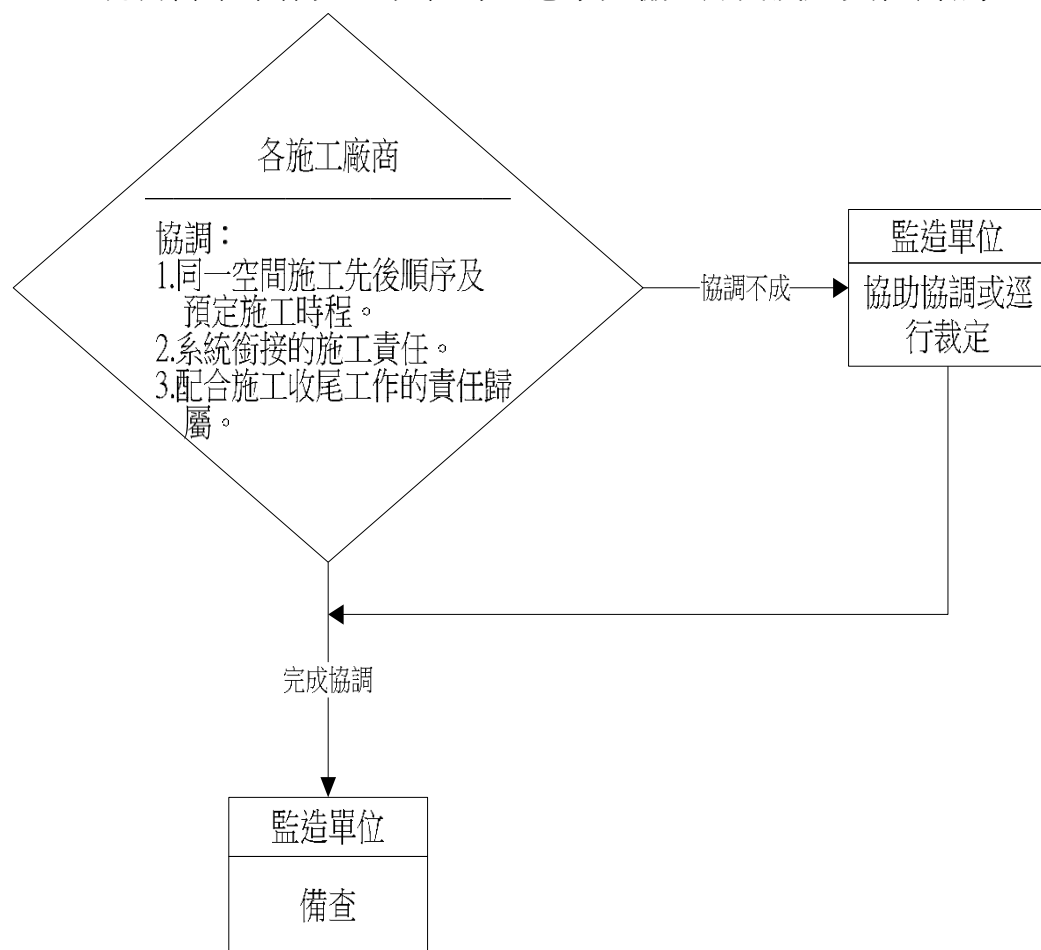 各施工廠商
協調：
1.同一空間施工先後順序及
預定施工時程。
2.系統銜接的施工責任。
3.配合施工收尾工作的責任歸
屬。
協調不成
監造單位
協助協調或逕
行裁定
完成協調
監造單位
備查